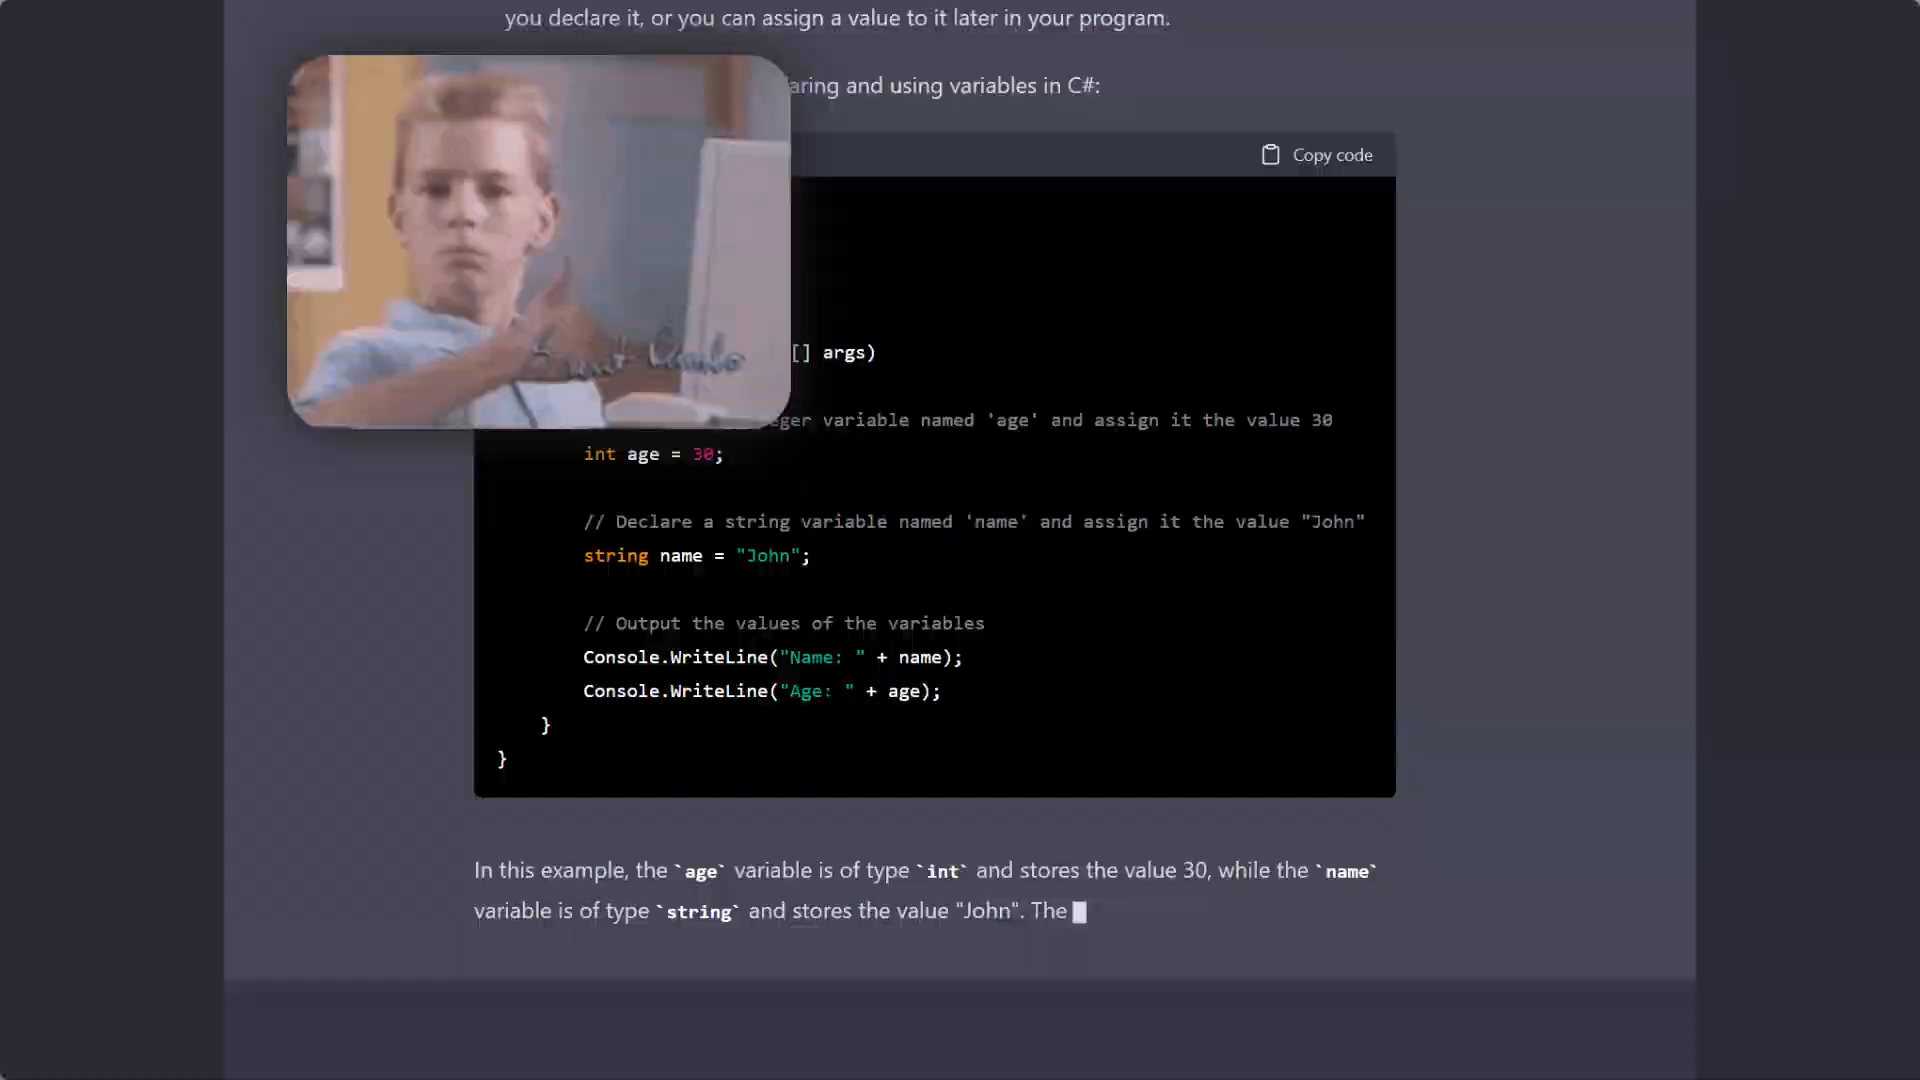 you declare it, or you can assign a value to it later in your program.
aring and using variables in C#:
Copy code
[] args)
ger variable named 'age' and assign it the value 30
int age = 30;
// Declare a string variable named 'name' and assign it the value "John"
string name = "John";
// Output the values of the variables
Console.WriteLine("Name: " + name);
Console.WriteLine("Age: " + age);
}
}
In this example, the `age` variable is of type `int` and stores the value 30, while the `name`
variable is of type `string` and stores the value "John". The